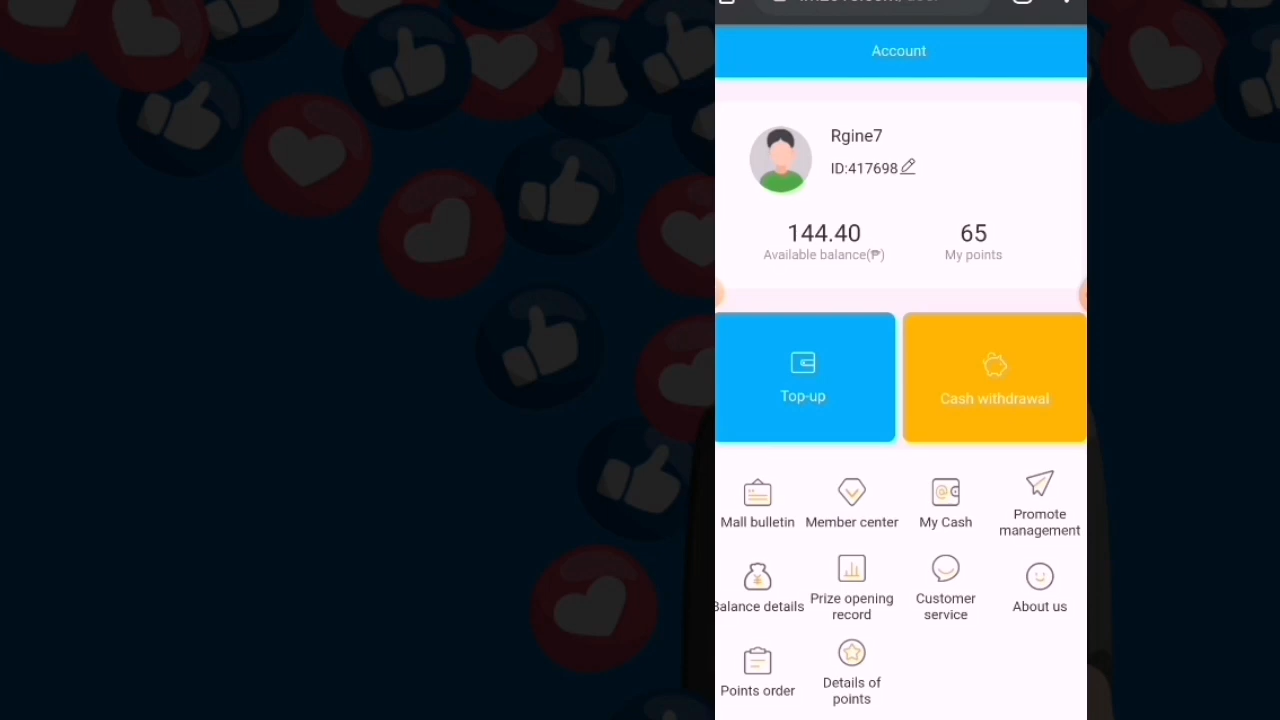 Account
Rgine7
ID:417698
144.40
65
Available balance(₱)
My points
Top-up
Cash withdrawal
Mall bulletin
Member center
My Cash
Promote
management
Balance details
Prize opening
record
Customer
service
About us
Points order
Details of
points